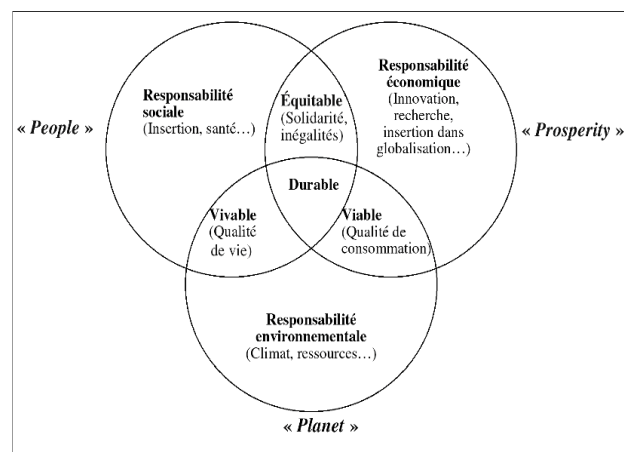 Responsabilité
sociale
(Insertion, santé…)
« People »
Équitable
(Solidarité,
inégalités)
Responsabilité
économique
(Innovation,
recherche,
insertion dans
globalisation…)
« Prosperity »
Durable
Vivable
(Qualité
de vie)
Viable
(Qualité de
consommation)
Responsabilité
environnementale
(Climat, ressources…)
« Planet »